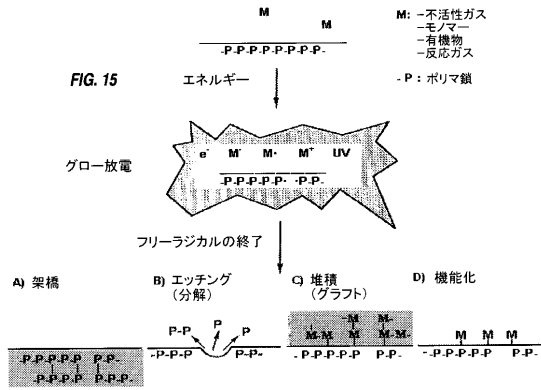 M
M
-P-P-P-P-P-P-P-P-
M: -不活性ガス
-モノマー
-有機物
-反応ガス
-P: ポリマ鎖
FIG. 15
エネルギー
グロー放電
e⁻ M⁻ M• M⁺ UV
-P-P-P-P-P• •P-P-
フリーラジカルの終了
A) 架橋
-P-P-P-P-P P-P-
-P-P-P-P P-P-P-
B) エッチング
(分解)
P-P P P
-P-P-P P-P-
C) 堆積
(グラフト)
-M M-
M-M M M-M-
-P-P-P-P-P P-P-
D) 機能化
M M M
-P-P-P-P-P P-P-